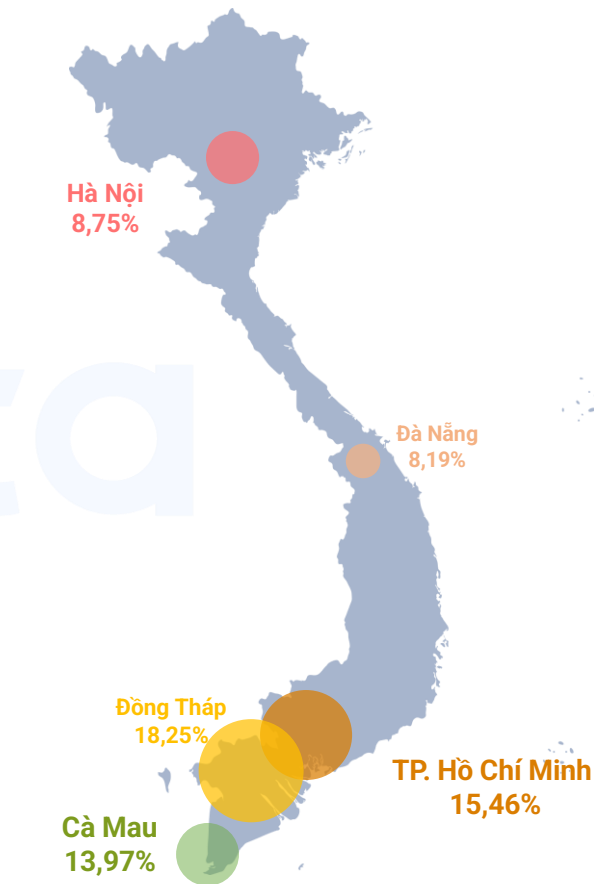 Hà Nội
8,75%
Đà Nẵng
8,19%
Đồng Tháp
18,25%
TP. Hồ Chí Minh
15,46%
Cà Mau
13,97%